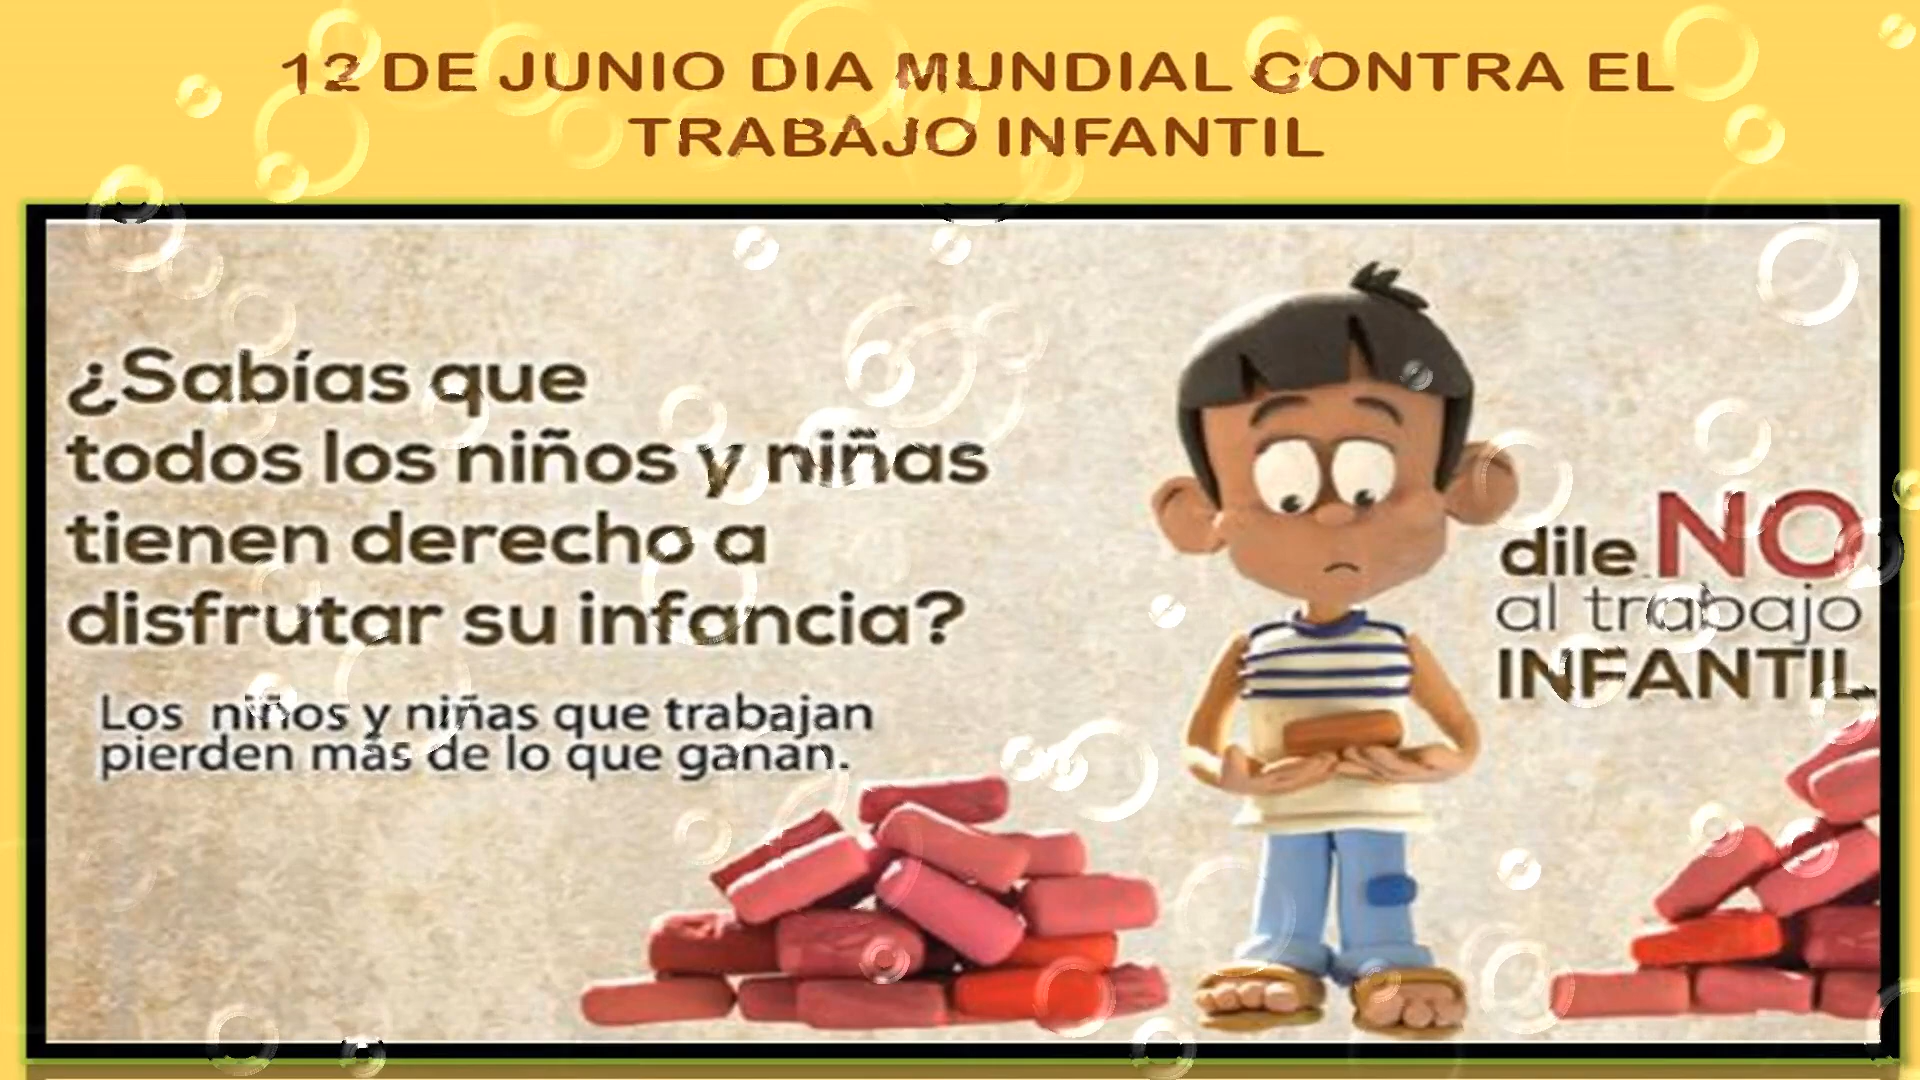 12 DE JUNIO DIA MUNDIAL CONTRA EL
TRABAJO INFANTIL
¿Sabías que
todos los niños y niñas
tienen derecho a
disfrutar su infancia?
Los niños y niñas que trabajan
pierden más de lo que ganan.
dile NO
al trabajo
INFANTIL.